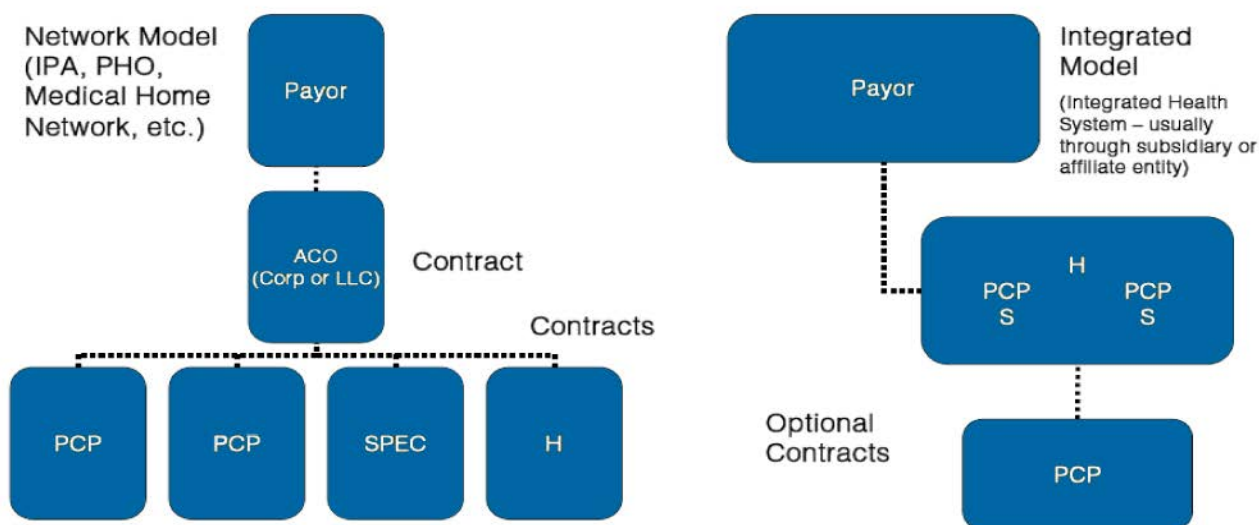 Network Model
(IPA, PHO,
Medical Home
Network, etc.)
Payor
ACO
(Corp or LLC)
Contract
Contracts
PCP
PCP
SPEC
H
Payor
Integrated
Model
(Integrated Health
System – usually
through subsidiary or
affiliate entity)
H
PCP
S
PCP
S
Optional
Contracts
PCP